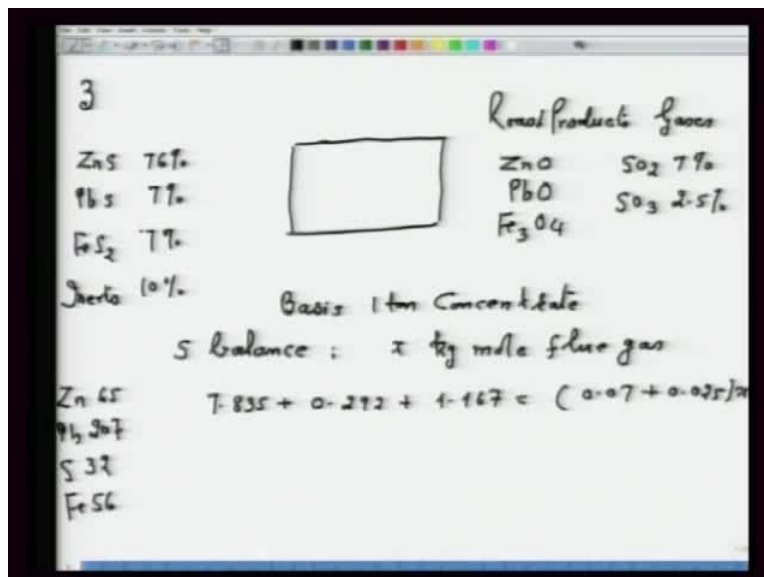 3
Roast Products Gases
ZnS 76%
ZnO SO2 7%
PbS 7%
PbO SO3 2.5%
FeS2 7%
Fe3O4
Inerts 10%
Basis 1 ton Concentrate
S balance : x kg mole flue gas
Zn 65
7.835 + 0.292 + 1.167 = (0.07 + 0.025)x
Pb 207
S 32
Fe 56